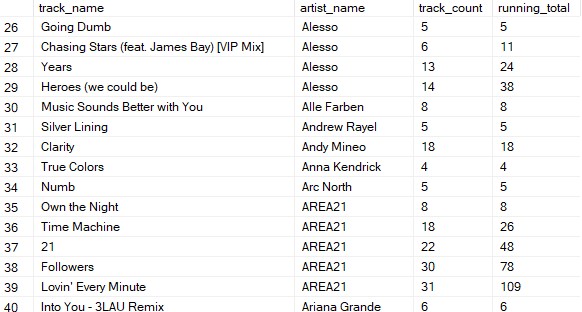 track_name artist_name track_count running_total
26 Going Dumb Alesso 5 5
27 Chasing Stars (feat. James Bay) [VIP Mix] Alesso 6 11
28 Years Alesso 13 24
29 Heroes (we could be) Alesso 14 38
30 Music Sounds Better with You Alle Farben 8 8
31 Silver Lining Andrew Rayel 5 5
32 Clarity Andy Mineo 18 18
33 True Colors Anna Kendrick 4 4
34 Numb Arc North 5 5
35 Own the Night AREA21 8 8
36 Time Machine AREA21 18 26
37 21 AREA21 22 48
38 Followers AREA21 30 78
39 Lovin' Every Minute AREA21 31 109
40 Into You - 3LAU Remix Ariana Grande 6 6